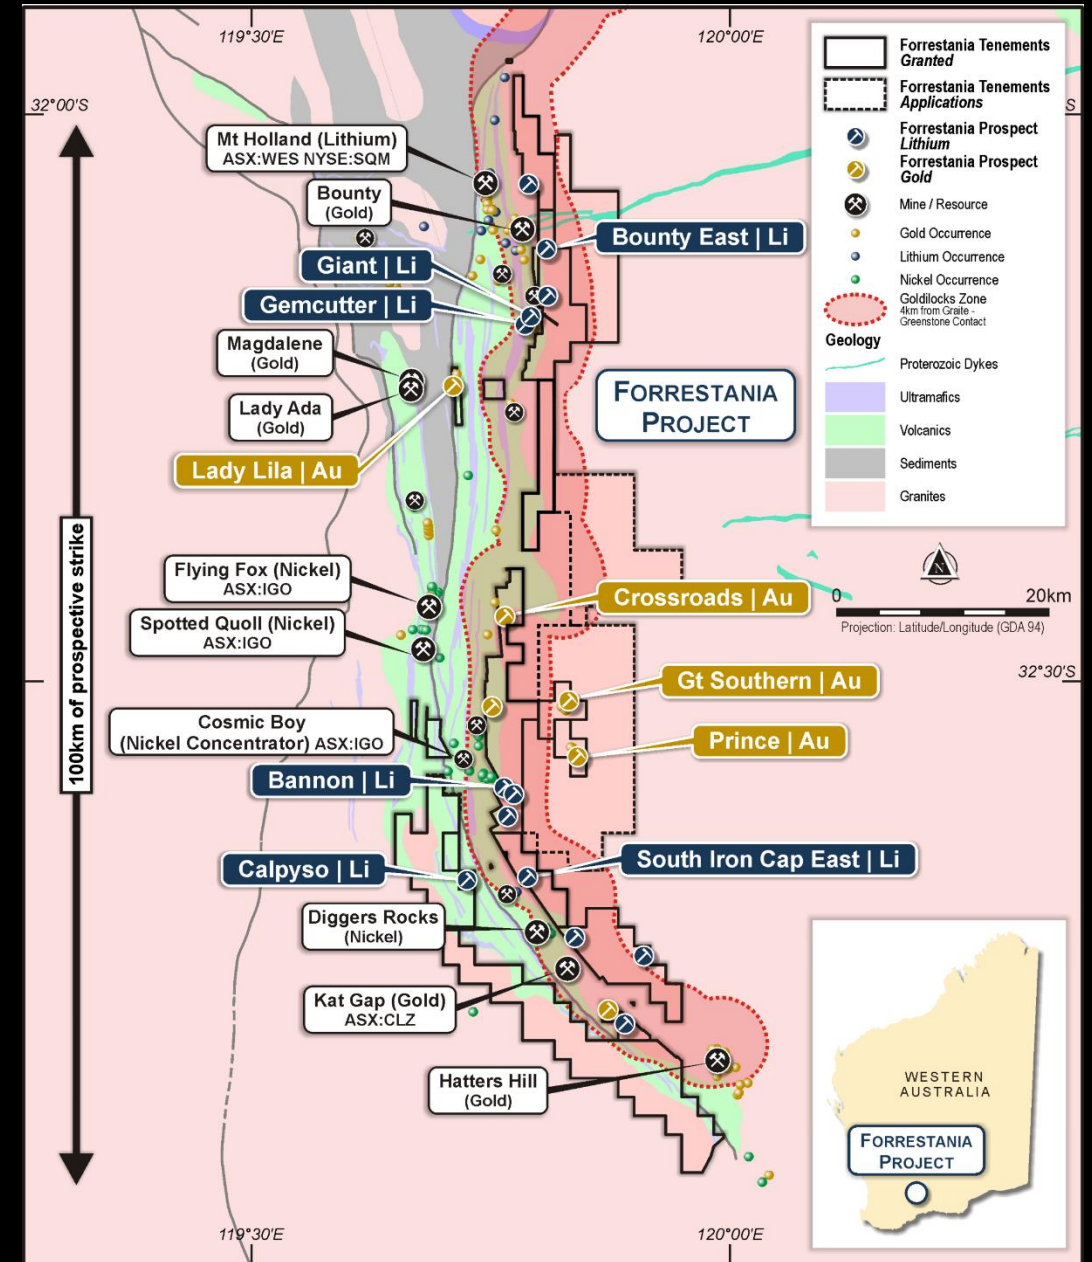 119°30'E
120°00'E
32°00'S
S
Mt Holland (Lithium)
ASX:WES NYSE:SQM
Bounty
(Gold)
Giant | Li
Gemcutter | Li
Bounty East | Li
Magdalene
(Gold)
Lady Ada
(Gold)
Lady Lila | Au
FORRESTANIA
PROJECT
100km of prospective strike
Flying Fox (Nickel)
ASX:IGO
Spotted Quoll (Nickel)
ASX:IGO
Crossroads | Au
Gt Southern | Au
Prince | Au
Cosmic Boy
(Nickel Concentrator) ASX:IGO
Bannon | Li
Calpyso | Li
South Iron Cap East | Li
Diggers Rocks
(Nickel)
Kat Gap (Gold)
ASX:CLZ
Hatters Hill
(Gold)
Forrestania Tenements
Granted
Forrestania Tenements
Applications
Forrestania Prospect
Lithium
Forrestania Prospect
Gold
Mine / Resource
Gold Occurrence
Lithium Occurrence
Nickel Occurrence
Goldilocks Zone
4km from Graite -
Greenstone Contact
Geology
Proterozoic Dykes
Ultramafics
Volcanics
Sediments
Granites
N
0 20km
Projection: Latitude/Longitude (GDA 94)
32°30'S
WESTERN
AUSTRALIA
FORRESTANIA
PROJECT
119°30'E
120°00'E